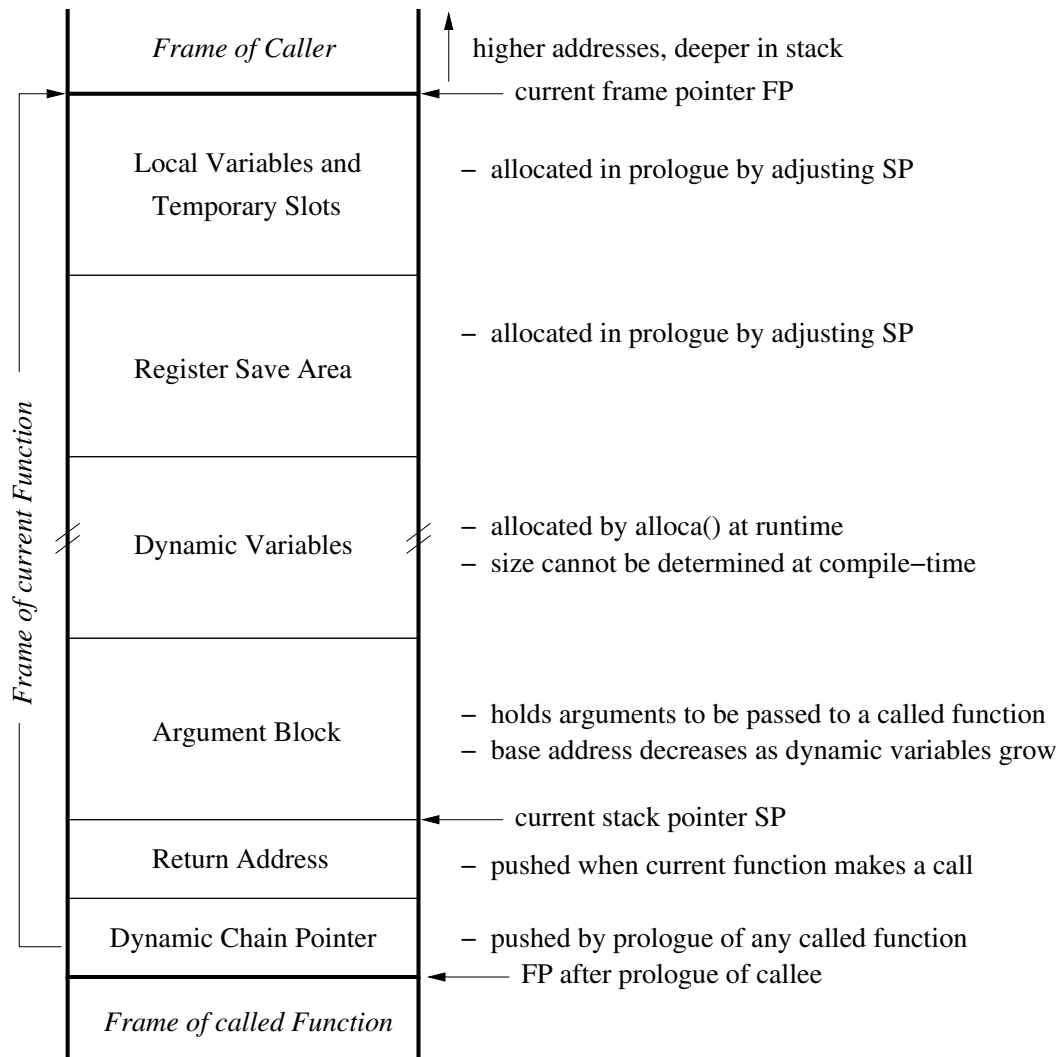 Frame of Caller
higher addresses, deeper in stack
current frame pointer FP
Local Variables and
Temporary Slots
− allocated in prologue by adjusting SP
Register Save Area
− allocated in prologue by adjusting SP
Frame of current Function
Dynamic Variables
− allocated by alloca() at runtime
− size cannot be determined at compile−time
Argument Block
− holds arguments to be passed to a called function
− base address decreases as dynamic variables grow
current stack pointer SP
Return Address
− pushed when current function makes a call
Dynamic Chain Pointer
− pushed by prologue of any called function
FP after prologue of callee
Frame of called Function